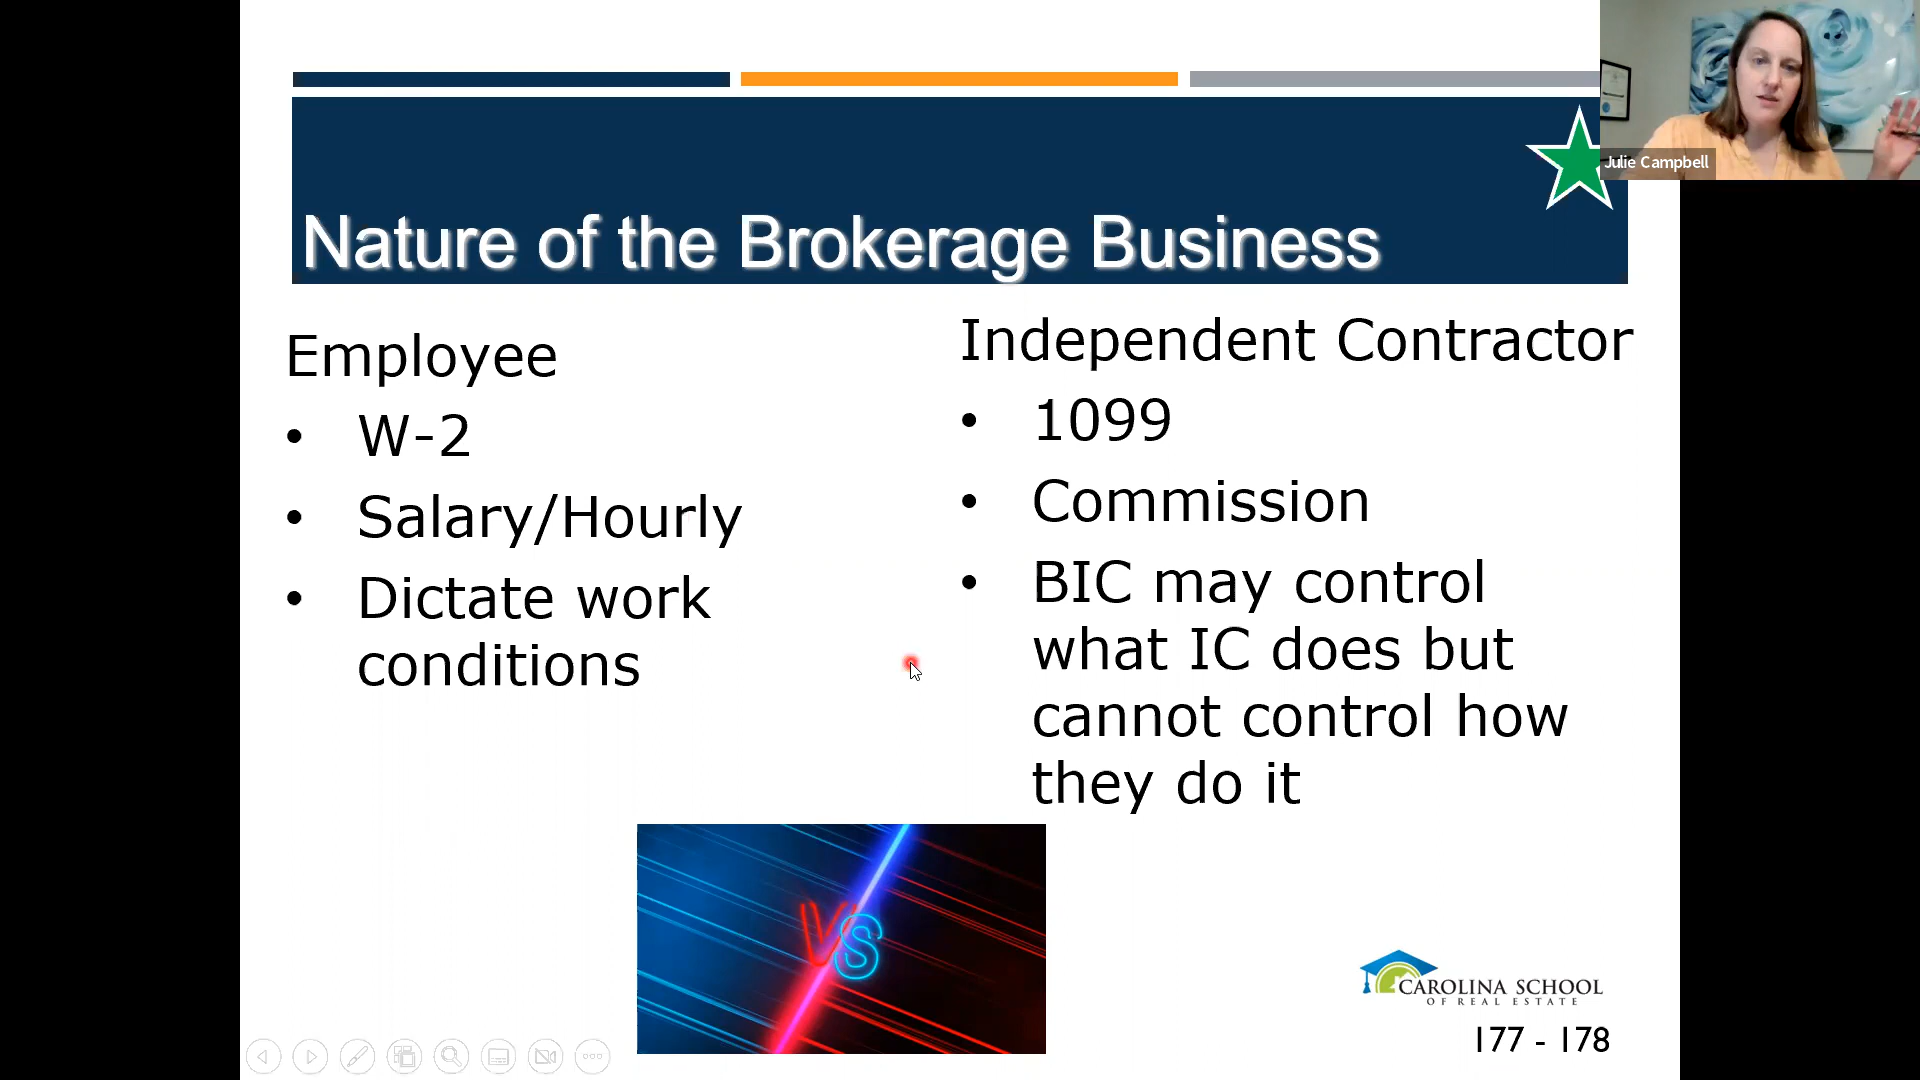 Julie Campbell
Nature of the Brokerage Business
Employee
• W-2
• Salary/Hourly
• Dictate work
conditions
Independent Contractor
• 1099
• Commission
• BIC may control
what IC does but
cannot control how
they do it
VS
CAROLINA SCHOOL
OF REAL ESTATE
177 - 178